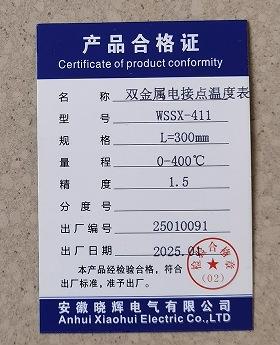 产品合格证
Certificate of product conformity
名 称 双金属电接点温度表
型 号 WSSX-411
规 格 L=300mm
量 程 0-400℃
精 度 1.5
分 度 号
出厂编号 25010091
出厂日期 2025.01
本产品经检验合格，符合
出厂标准，准予出厂。
(02)
安徽晓辉电气有限公司
Anhui Xiaohui Electric Co.,LTD